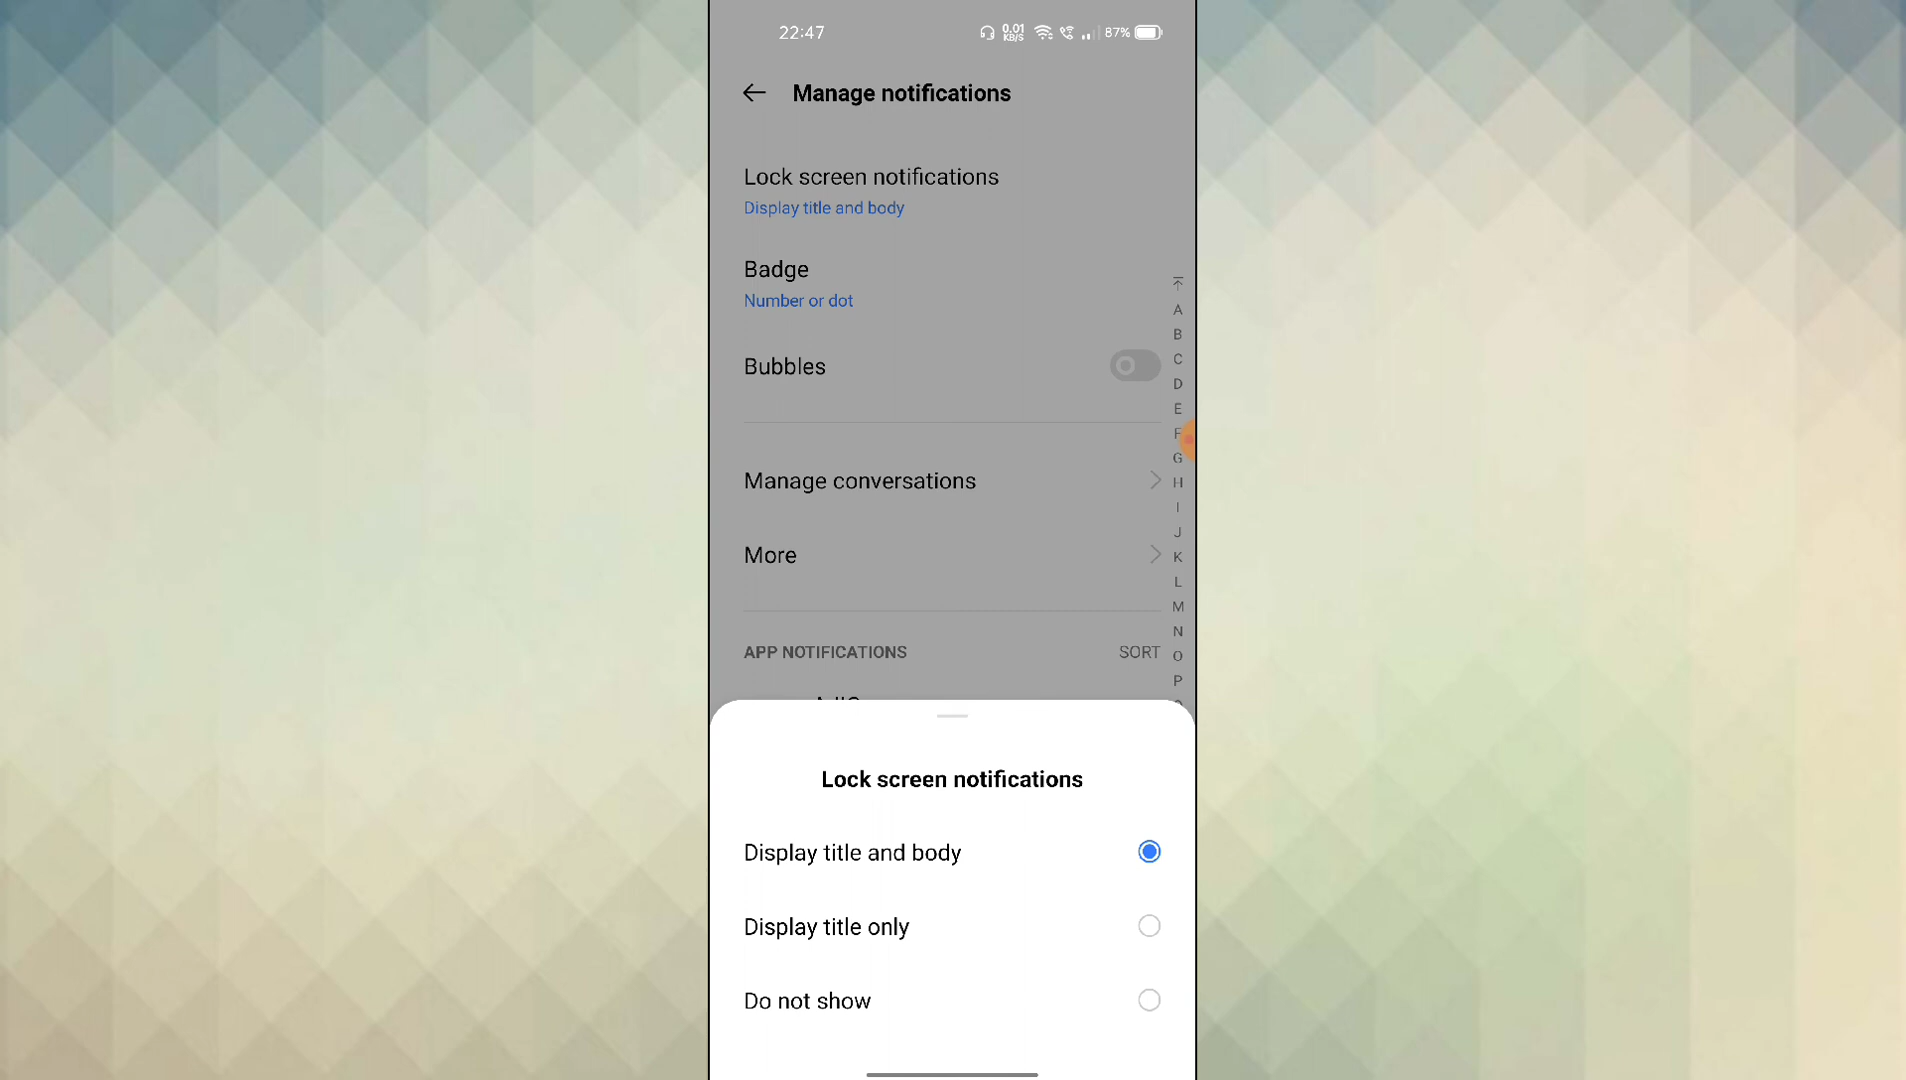 22:47
0.01 KB/S
87%
Manage notifications
Lock screen notifications
Display title and body
Badge
Number or dot
Bubbles
Manage conversations
More
APP NOTIFICATIONS
SORT
A
B
C
D
E
F
G
H
I
J
K
L
M
N
O
P
Lock screen notifications
Display title and body
Display title only
Do not show